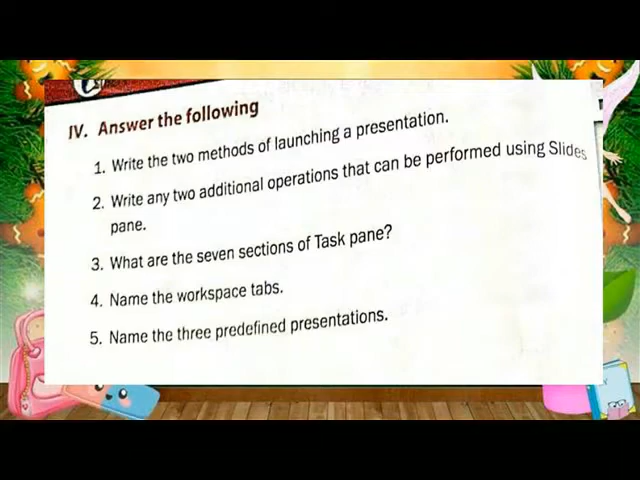 IV. Answer the following
1. Write the two methods of launching a presentation.
2. Write any two additional operations that can be performed using Slides
pane.
3. What are the seven sections of Task pane?
4. Name the workspace tabs.
5. Name the three predefined presentations.